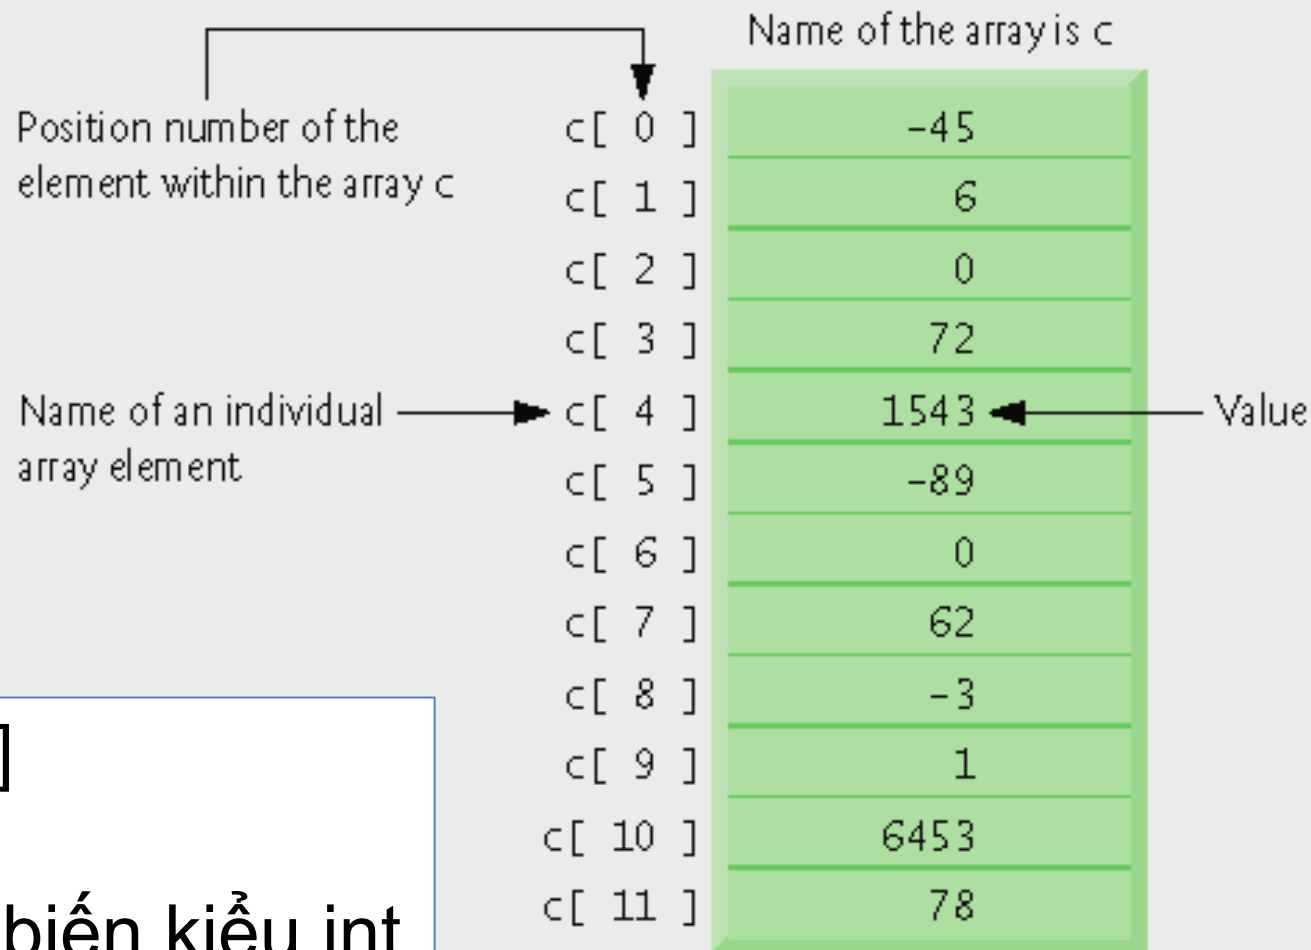 Name of the array is c
Position number of the
element within the array c
c[ 0 ] -45
c[ 1 ] 6
c[ 2 ] 0
c[ 3 ] 72
Name of an individual
array element
c[ 4 ] 1543
Value
c[ 5 ] -89
c[ 6 ] 0
c[ 7 ] 62
c[ 8 ] -3
c[ 9 ] 1
c[ 10 ] 6453
c[ 11 ] 78
]
biến kiểu int